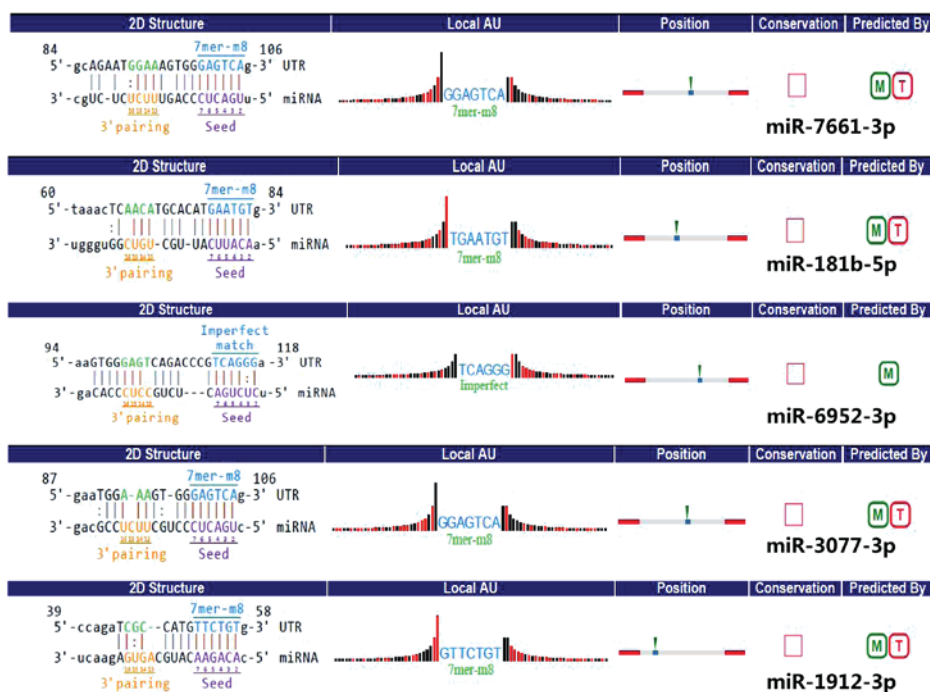 2D Structure Local AU Position Conservation Predicted By
7mer-m8
84 106
5'-gcAGAATGGAAAGTGGGAGTCAg-3' UTR
3'-cgUC-UCUCUUUGACCCUCAGUu-5' miRNA
3'pairing Seed
GGAGTCA
7mer-m8
M T
miR-7661-3p
2D Structure Local AU Position Conservation Predicted By
7mer-m8
60 84
5'-taaacTCAACATGCACATGAATGTg-3' UTR
3'-uggguGGCUGU-CGU-UACUUACAa-5' miRNA
3'pairing Seed
TGAATGT
7mer-m8
M T
miR-181b-5p
2D Structure Local AU Position Conservation Predicted By
Imperfect
match
94 118
5'-aaGTGGGAGTCAGACCCGTCAGGGa-3' UTR
3'-gaCACCCUCCGUCU---CAGUCUCu-5' miRNA
3'pairing Seed
TCAGGG
Imperfect
M
miR-6952-3p
2D Structure Local AU Position Conservation Predicted By
7mer-m8
87 106
5'-gaaTGGA-AAGT-GGGAGTCAg-3' UTR
3'-gacGCCUCUUCGUCCCUCAGUc-5' miRNA
3'pairing Seed
GGAGTCA
7mer-m8
M T
miR-3077-3p
2D Structure Local AU Position Conservation Predicted By
7mer-m8
39 58
5'-ccagaTCGC--CATGTTCTGTg-3' UTR
3'-ucaagAGUGACGUACAAGACAc-5' miRNA
3'pairing Seed
GTTCTGT
7mer-m8
M T
miR-1912-3p